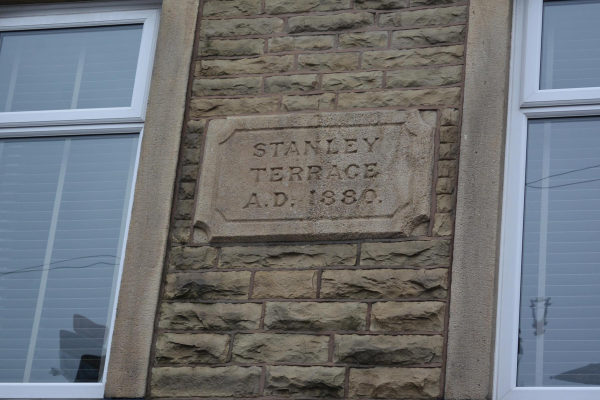 STANLEY
TERRACE
A.D. 1880.